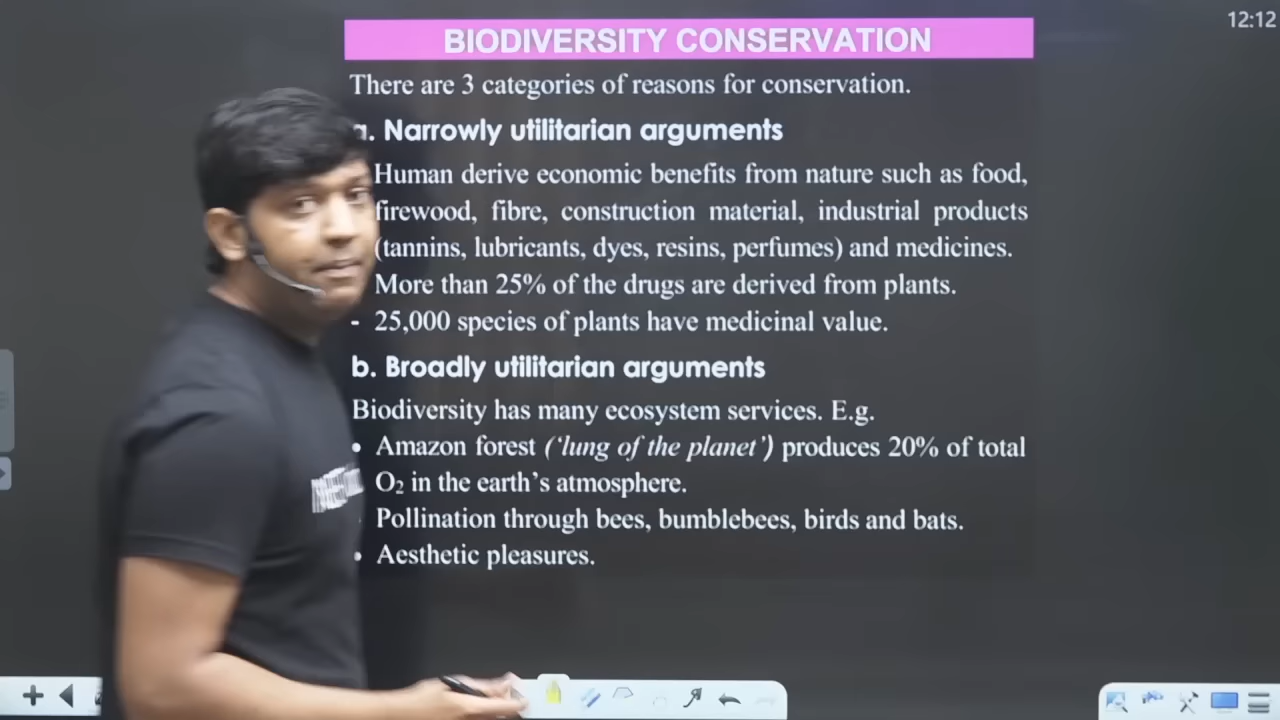 BIODIVERSITY CONSERVATION
12:12
There are 3 categories of reasons for conservation.
a. Narrowly utilitarian arguments
Human derive economic benefits from nature such as food,
firewood, fibre, construction material, industrial products
(tannins, lubricants, dyes, resins, perfumes) and medicines.
More than 25% of the drugs are derived from plants.
- 25,000 species of plants have medicinal value.
b. Broadly utilitarian arguments
Biodiversity has many ecosystem services. E.g.
• Amazon forest (‘lung of the planet’) produces 20% of total
O₂ in the earth’s atmosphere.
Pollination through bees, bumblebees, birds and bats.
• Aesthetic pleasures.